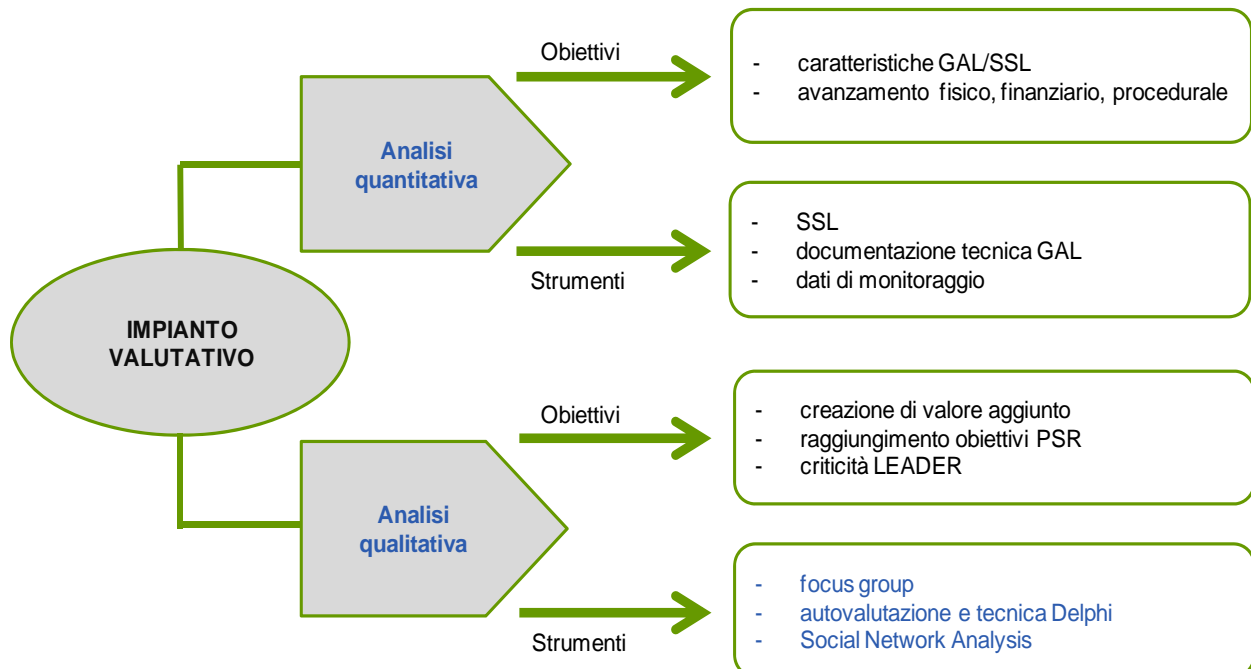 Obiettivi
- caratteristiche GAL/SSL
- avanzamento fisico, finanziario, procedurale
Analisi
quantitativa
- SSL
- documentazione tecnica GAL
- dati di monitoraggio
Strumenti
IMPIANTO
VALUTATIVO
Obiettivi
- creazione di valore aggiunto
- raggiungimento obiettivi PSR
- criticità LEADER
Analisi
qualitativa
- focus group
- autovalutazione e tecnica Delphi
- Social Network Analysis
Strumenti